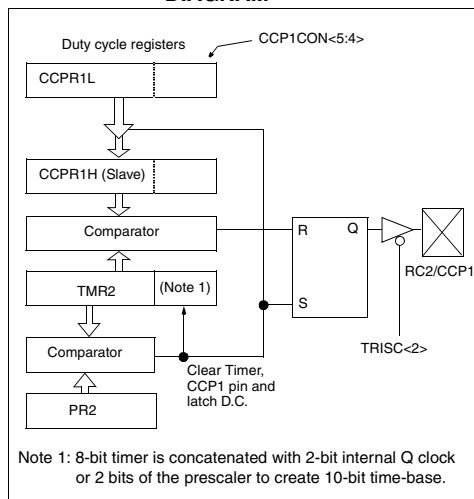 Duty cycle registers
CCP1CON<5:4>
CCPR1L
CCPR1H (Slave)
Comparator
R
Q
RC2/CCP1
TMR2
(Note 1)
S
TRISC<2>
Comparator
Clear Timer,
CCP1 pin and
latch D.C.
PR2
Note 1: 8-bit timer is concatenated with 2-bit internal Q clock
or 2 bits of the prescaler to create 10-bit time-base.